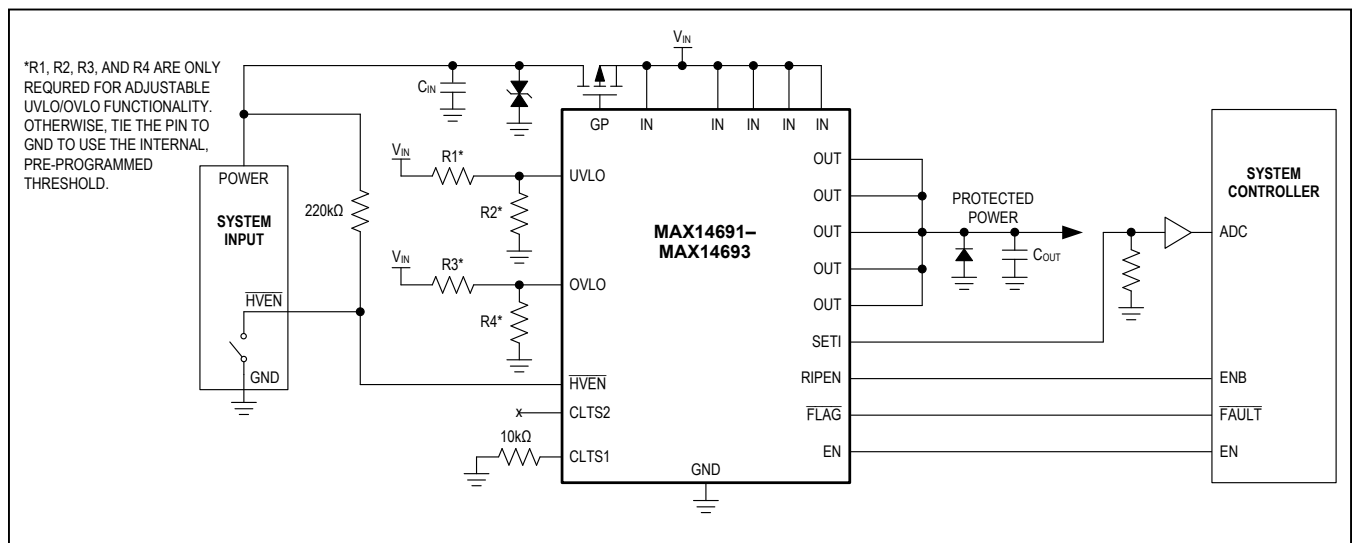 *R1, R2, R3, AND R4 ARE ONLY
REQURED FOR ADJUSTABLE
UVLO/OVLO FUNCTIONALITY.
OTHERWISE, TIE THE PIN TO
GND TO USE THE INTERNAL,
PRE-PROGRAMMED
THRESHOLD.
POWER
SYSTEM
INPUT
HVEN
GND
220kΩ
CIN
VIN
GP
IN
IN
IN
IN
IN
VIN
R1*
R2*
UVLO
VIN
R3*
R4*
OVLO
HVEN
CLTS2
x
10kΩ
CLTS1
MAX14691–
MAX14693
GND
OUT
OUT
OUT
OUT
OUT
SETI
RIPEN
FLAG
EN
PROTECTED
POWER
COUT
SYSTEM
CONTROLLER
ADC
ENB
FAULT
EN